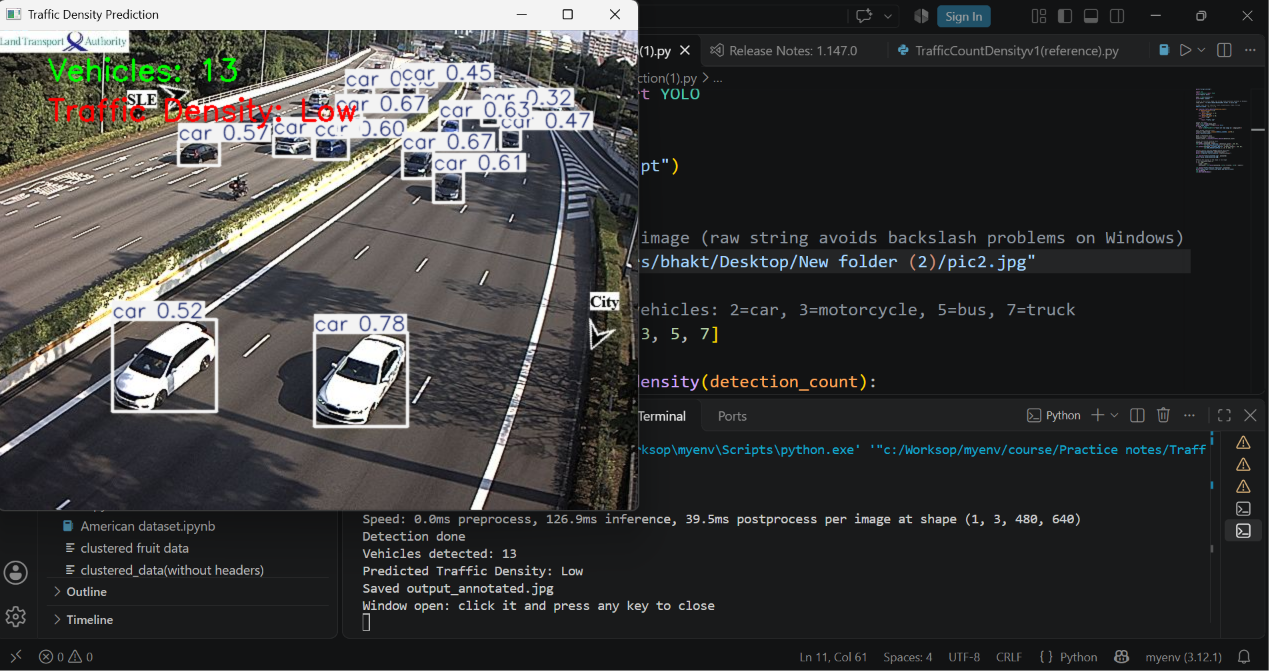 Traffic Density Prediction
Land Transport Authority
Vehicles: 13
SLE
Traffic Density: Low
car 0.45
car 0.67
car 0.63
0.32
car 0.47
car 0.57
car
0.60
car 0.67
car 0.61
car 0.52
car 0.78
City
Sign In
(1).py
Release Notes: 1.147.0
TrafficCountDensityv1(reference).py
ction(1).py > ...
YOLO
pt")
image (raw string avoids backslash problems on Windows)
s/bhakt/Desktop/New folder (2)/pic2.jpg"
vehicles: 2=car, 3=motorcycle, 5=bus, 7=truck
3, 5, 7]
density(detection_count):
Terminal
Ports
Python
rksop\myenv\Scripts\python.exe' '"c:/Worksop/myenv/course/Practice notes/Traff
Speed: 0.0ms preprocess, 126.9ms inference, 39.5ms postprocess per image at shape (1, 3, 480, 640)
Detection done
Vehicles detected: 13
Predicted Traffic Density: Low
Saved output_annotated.jpg
Window open: click it and press any key to close
American dataset.ipynb
clustered fruit data
clustered_data(without headers)
Outline
Timeline
0 0
Ln 11, Col 61 Spaces: 4 UTF-8 CRLF {} Python myenv (3.12.1)